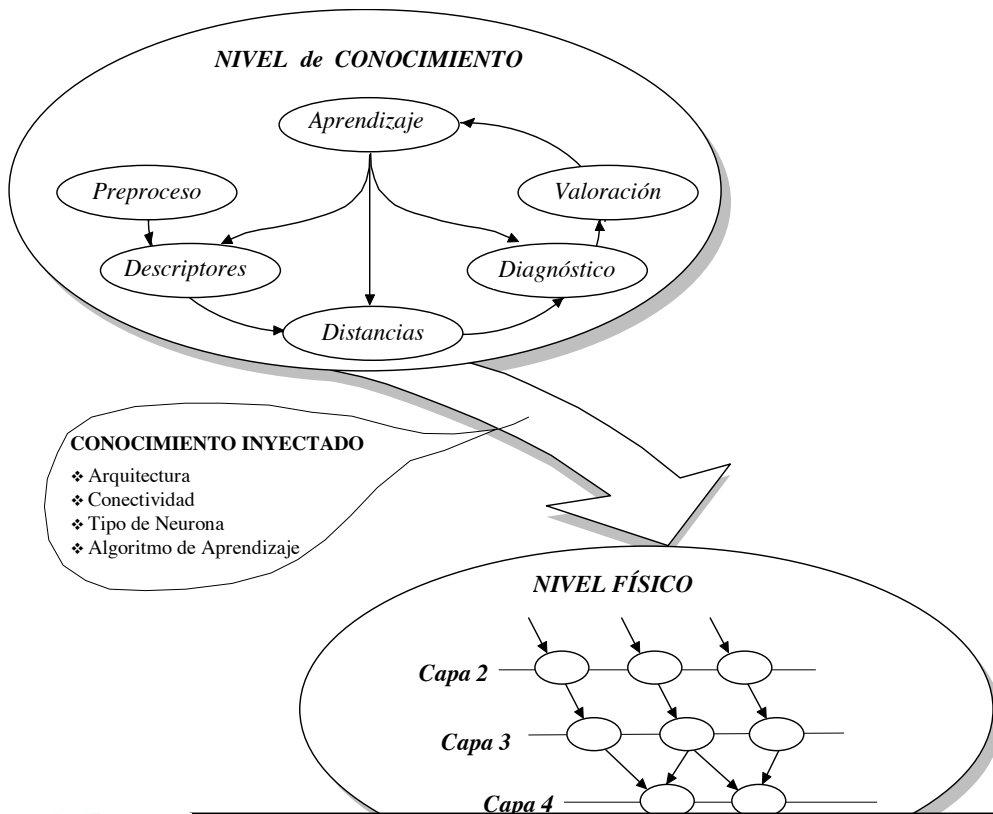 NIVEL de CONOCIMIENTO
Aprendizaje
Preproceso
Valoración
Descriptores
Diagnóstico
Distancias
CONOCIMIENTO INYECTADO
❖ Arquitectura
❖ Conectividad
❖ Tipo de Neurona
❖ Algoritmo de Aprendizaje
NIVEL FÍSICO
Capa 2
Capa 3
Capa 4